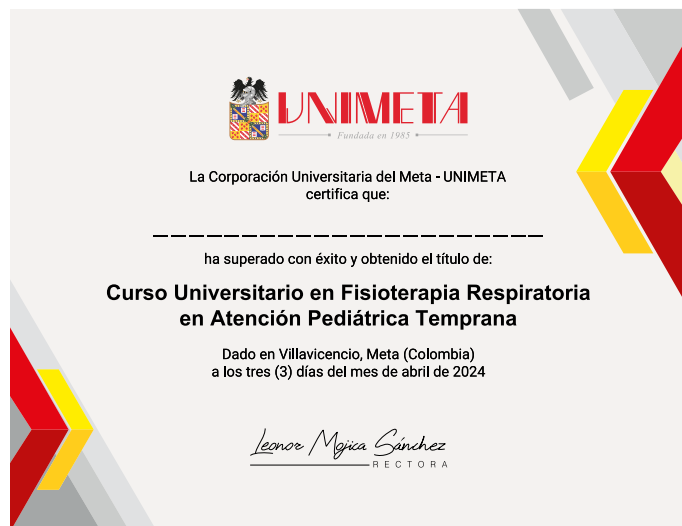 UNIMETA
Fundada en 1985
La Corporación Universitaria del Meta - UNIMETA
certifica que:
ha superado con éxito y obtenido el título de:
Curso Universitario en Fisioterapia Respiratoria
en Atención Pediátrica Temprana
Dado en Villavicencio, Meta (Colombia)
a los tres (3) días del mes de abril de 2024
Leonor Mojica Sánchez
RECTORA